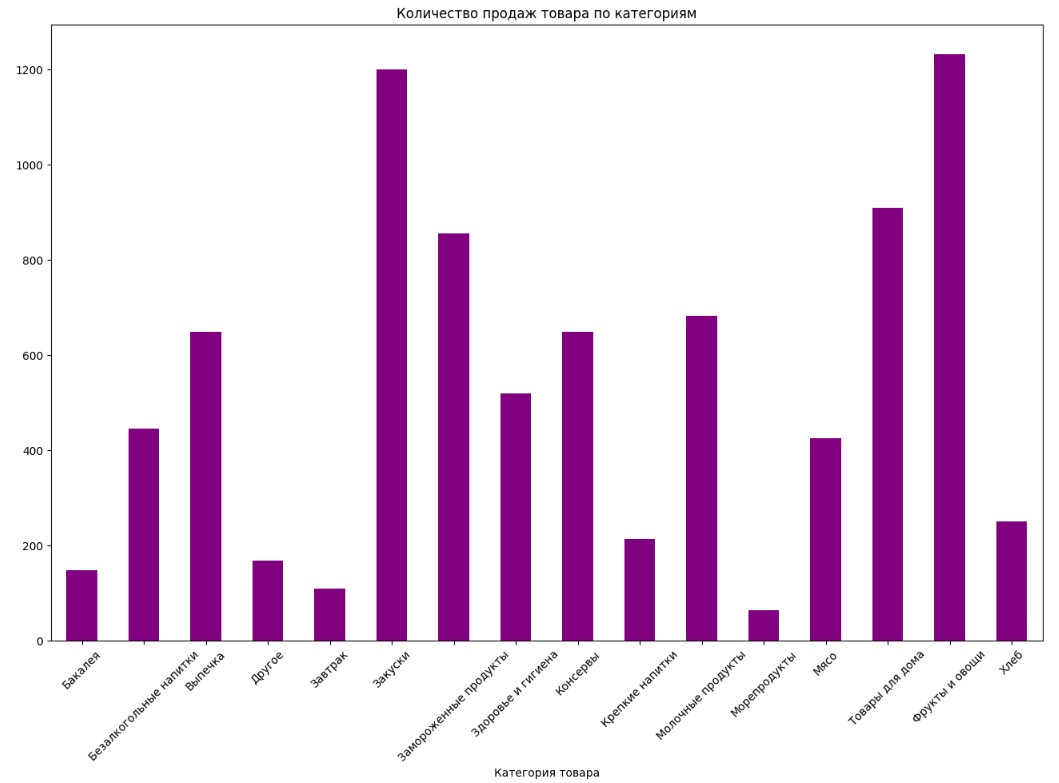 Количество продаж товара по категориям
1200
1000
800
600
400
200
0
Бакалея
Безалкогольные напитки
Выпечка
Другое
Завтрак
Закуски
Замороженные продукты
Здоровье и гигиена
Консервы
Крепкие напитки
Молочные продукты
Морепродукты
Мясо
Товары для дома
Фрукты и овощи
Хлеб
Категория товара